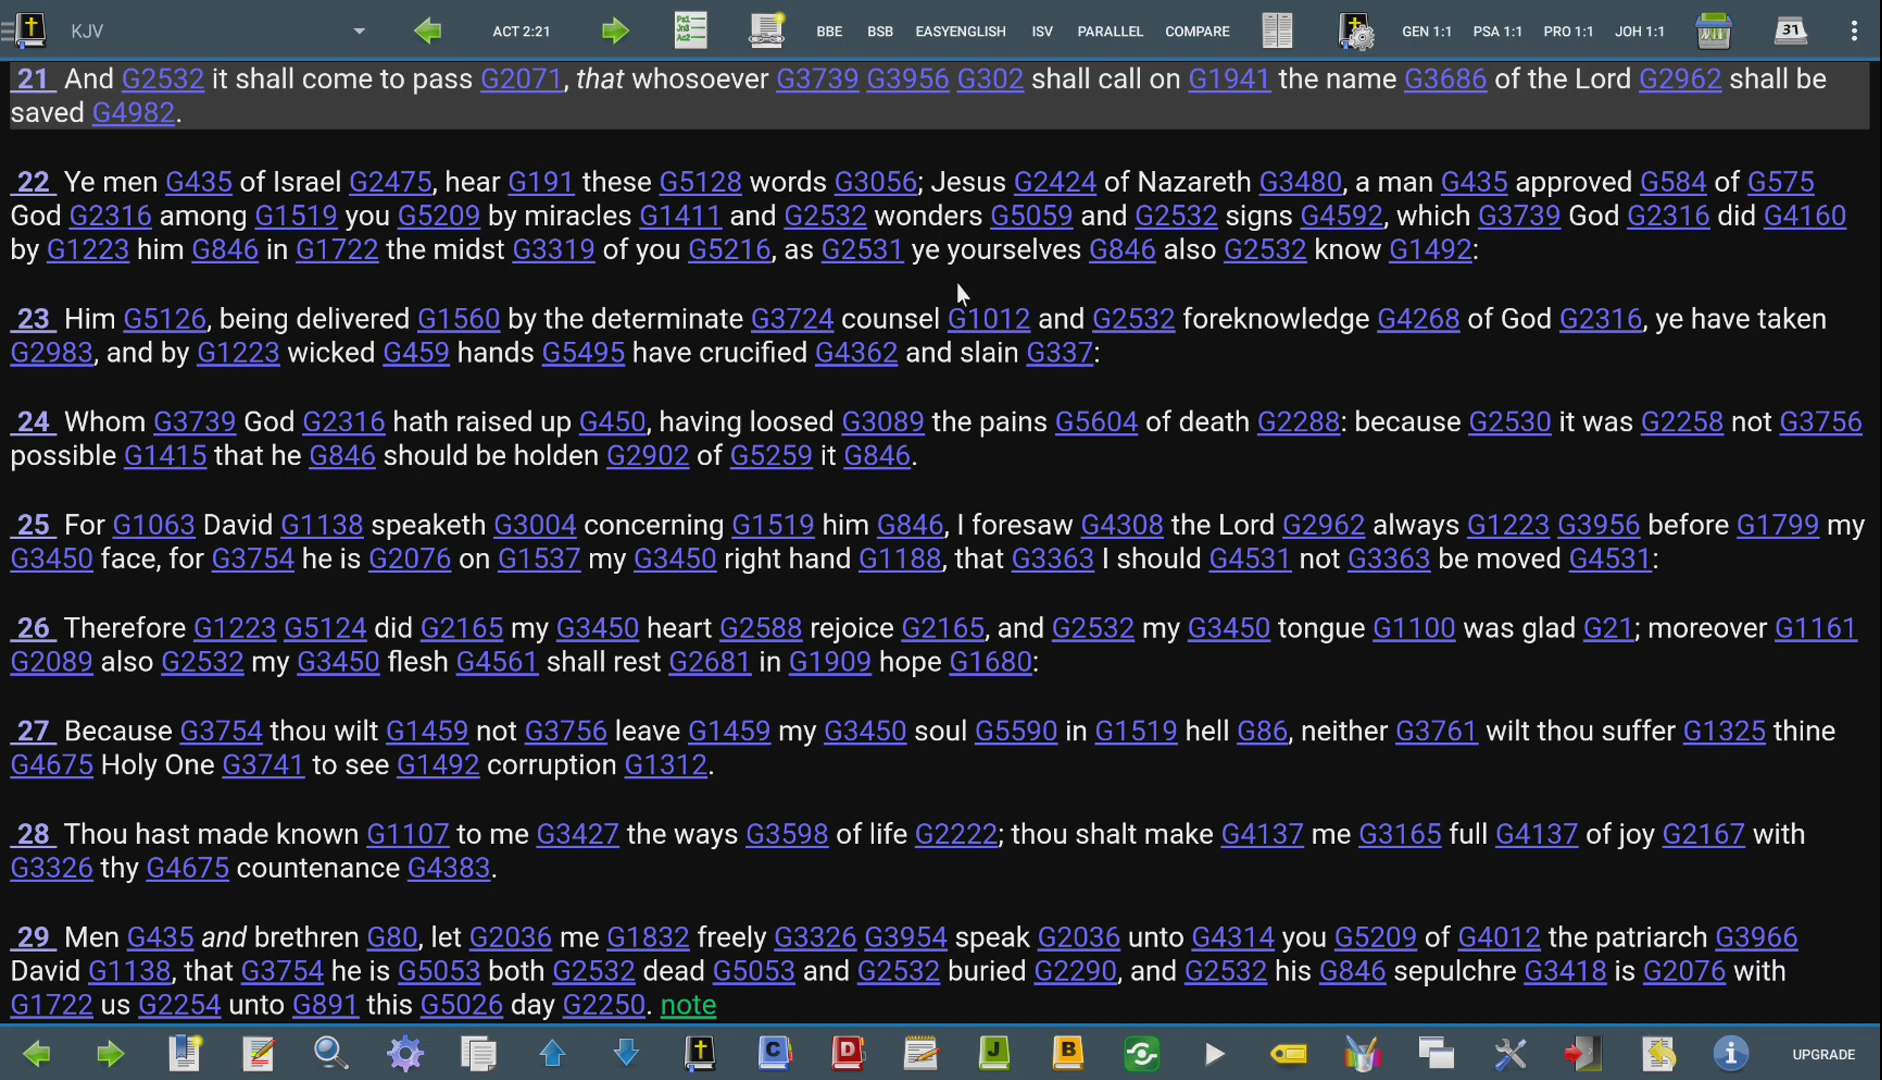 KJV ACT 2:21 BBE BSB EASYENGLISH ISV PARALLEL COMPARE GEN 1:1 PSA 1:1 PRO 1:1 JOH 1:1 31
21 And G2532 it shall come to pass G2071, that whosoever G3739 G3956 G302 shall call on G1941 the name G3686 of the Lord G2962 shall be
saved G4982.
22 Ye men G435 of Israel G2475, hear G191 these G5128 words G3056; Jesus G2424 of Nazareth G3480, a man G435 approved G584 of G575
God G2316 among G1519 you G5209 by miracles G1411 and G2532 wonders G5059 and G2532 signs G4592, which G3739 God G2316 did G4160
by G1223 him G846 in G1722 the midst G3319 of you G5216, as G2531 ye yourselves G846 also G2532 know G1492:
23 Him G5126, being delivered G1560 by the determinate G3724 counsel G1012 and G2532 foreknowledge G4268 of God G2316, ye have taken
G2983, and by G1223 wicked G459 hands G5495 have crucified G4362 and slain G337:
24 Whom G3739 God G2316 hath raised up G450, having loosed G3089 the pains G5604 of death G2288: because G2530 it was G2258 not G3756
possible G1415 that he G846 should be holden G2902 of G5259 it G846.
25 For G1063 David G1138 speaketh G3004 concerning G1519 him G846, I foresaw G4308 the Lord G2962 always G1223 G3956 before G1799 my
G3450 face, for G3754 he is G2076 on G1537 my G3450 right hand G1188, that G3363 I should G4531 not G3363 be moved G4531:
26 Therefore G1223 G5124 did G2165 my G3450 heart G2588 rejoice G2165, and G2532 my G3450 tongue G1100 was glad G21; moreover G1161
G2089 also G2532 my G3450 flesh G4561 shall rest G2681 in G1909 hope G1680:
27 Because G3754 thou wilt G1459 not G3756 leave G1459 my G3450 soul G5590 in G1519 hell G86, neither G3761 wilt thou suffer G1325 thine
G4675 Holy One G3741 to see G1492 corruption G1312.
28 Thou hast made known G1107 to me G3427 the ways G3598 of life G2222; thou shalt make G4137 me G3165 full G4137 of joy G2167 with
G3326 thy G4675 countenance G4383.
29 Men G435 and brethren G80, let G2036 me G1832 freely G3326 G3954 speak G2036 unto G4314 you G5209 of G4012 the patriarch G3966
David G1138, that G3754 he is G5053 both G2532 dead G5053 and G2532 buried G2290, and G2532 his G846 sepulchre G3418 is G2076 with
G1722 us G2254 unto G891 this G5026 day G2250. note
C D J B UPGRADE